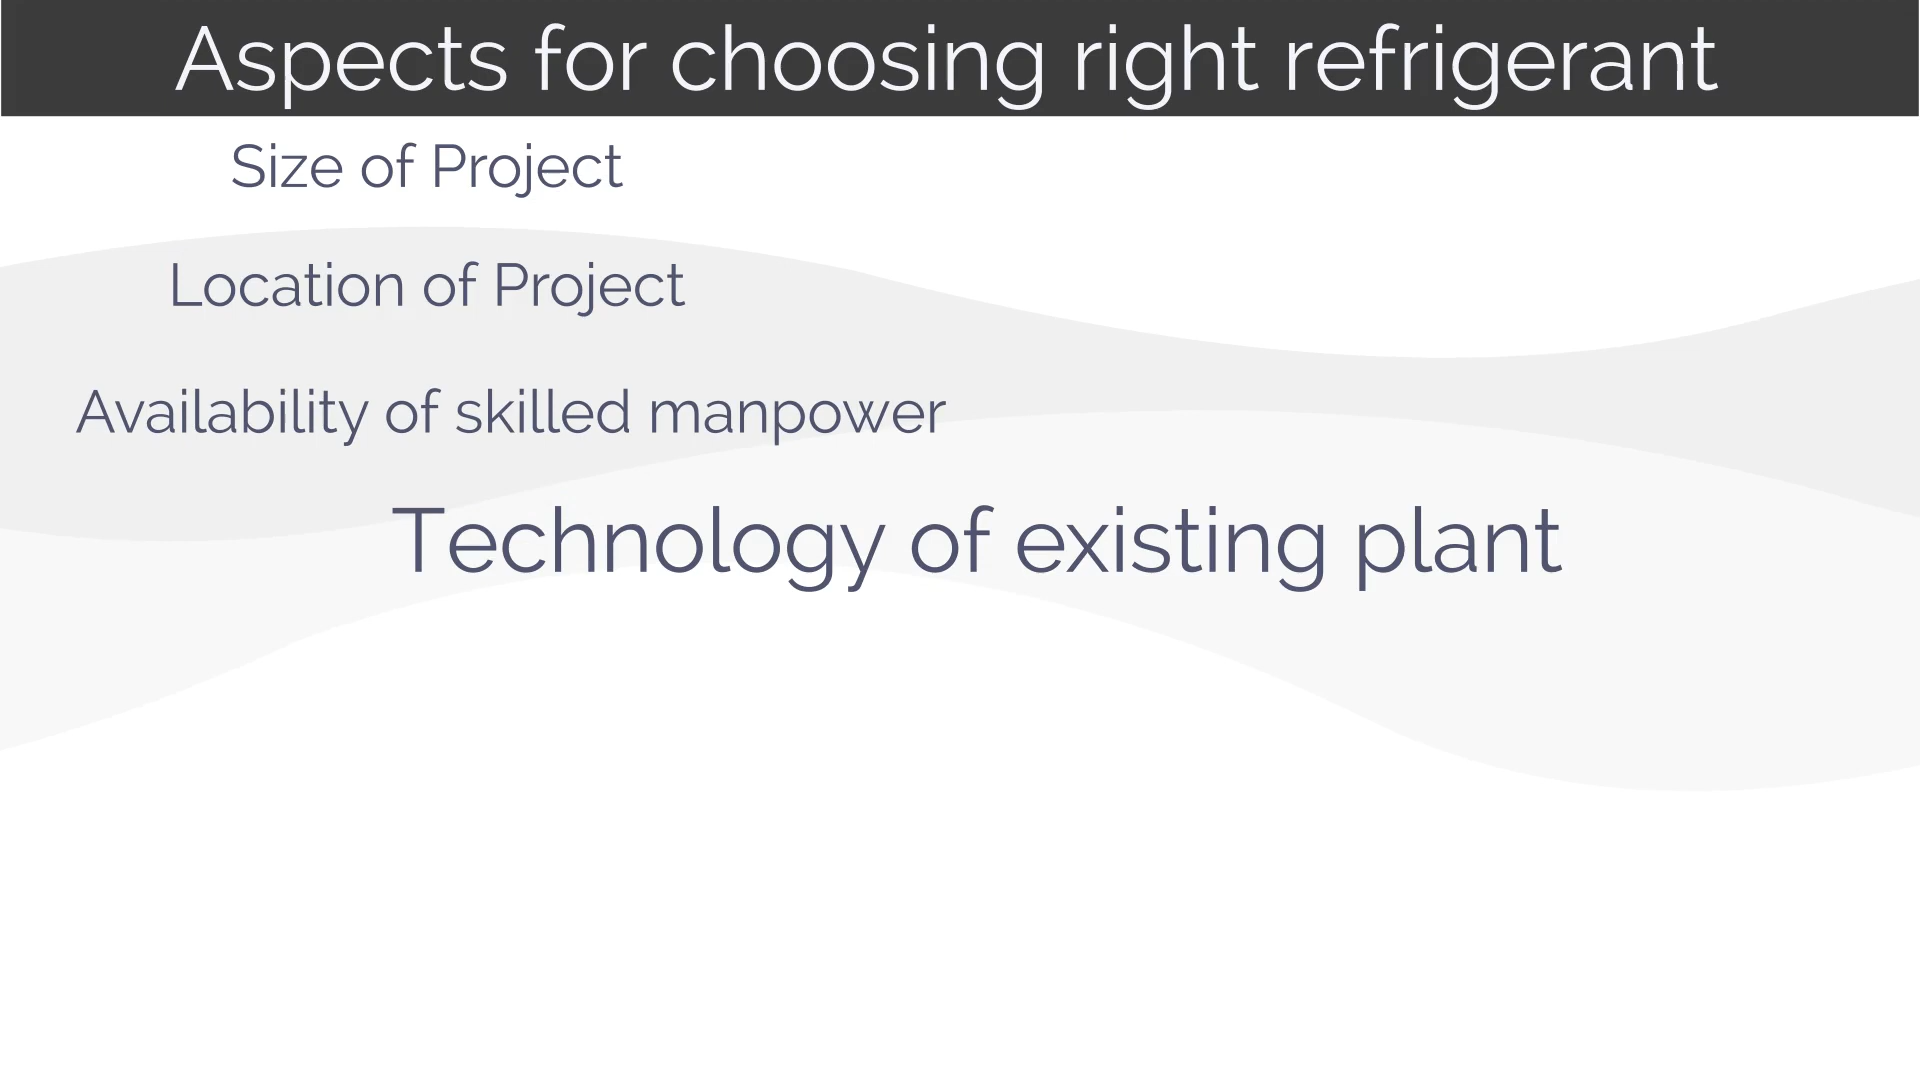 Aspects for choosing right refrigerant
Size of Project
Location of Project
Availability of skilled manpower
Technology of existing plant